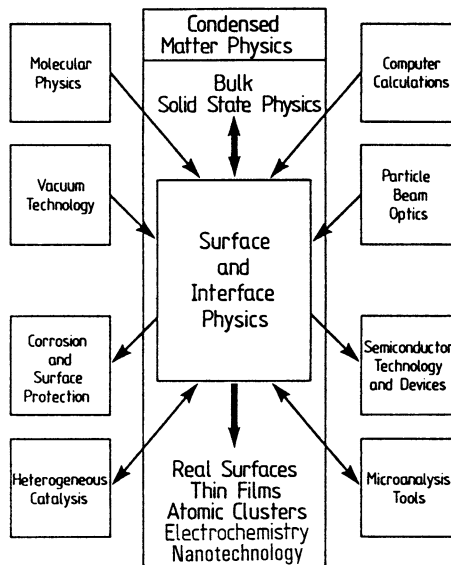 Condensed
Matter Physics
Molecular
Physics
Bulk
Solid State Physics
Computer
Calculations
Vacuum
Technology
Particle
Beam
Optics
Surface
and
Interface
Physics
Corrosion
and
Surface
Protection
Semiconductor
Technology
and Devices
Heterogeneous
Catalysis
Real Surfaces
Thin Films
Atomic Clusters
Electrochemistry
Nanotechnology
Microanalysis
Tools